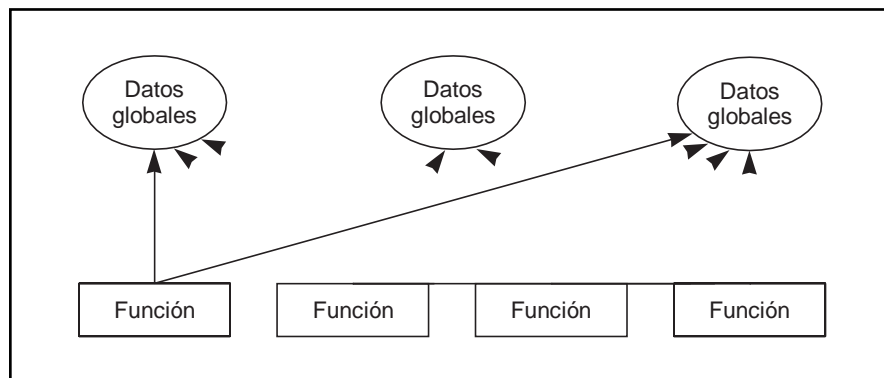 Datos
globales
Datos
globales
Datos
globales
Función
Función
Función
Función